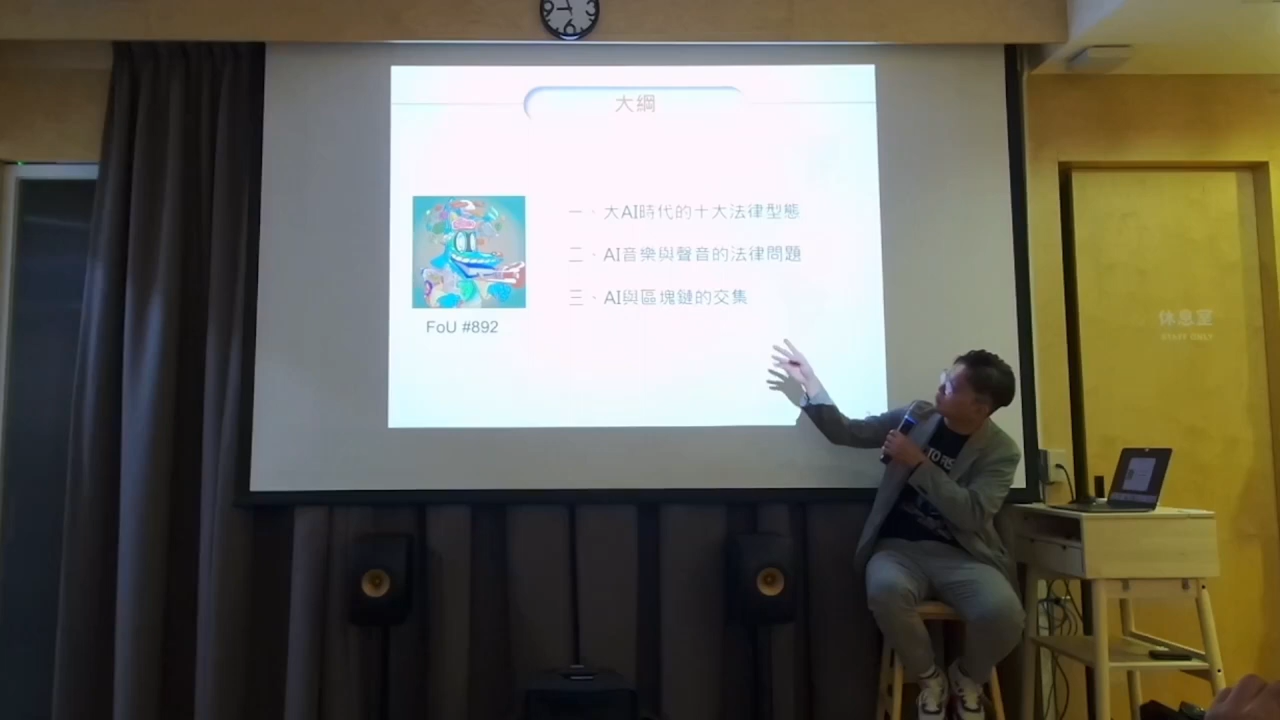 大綱
一、大AI時代的十大法律型態
二、AI音樂與聲音的法律問題
三、AI與區塊鏈的交集
FoU #892
休息室
STAFF ONLY